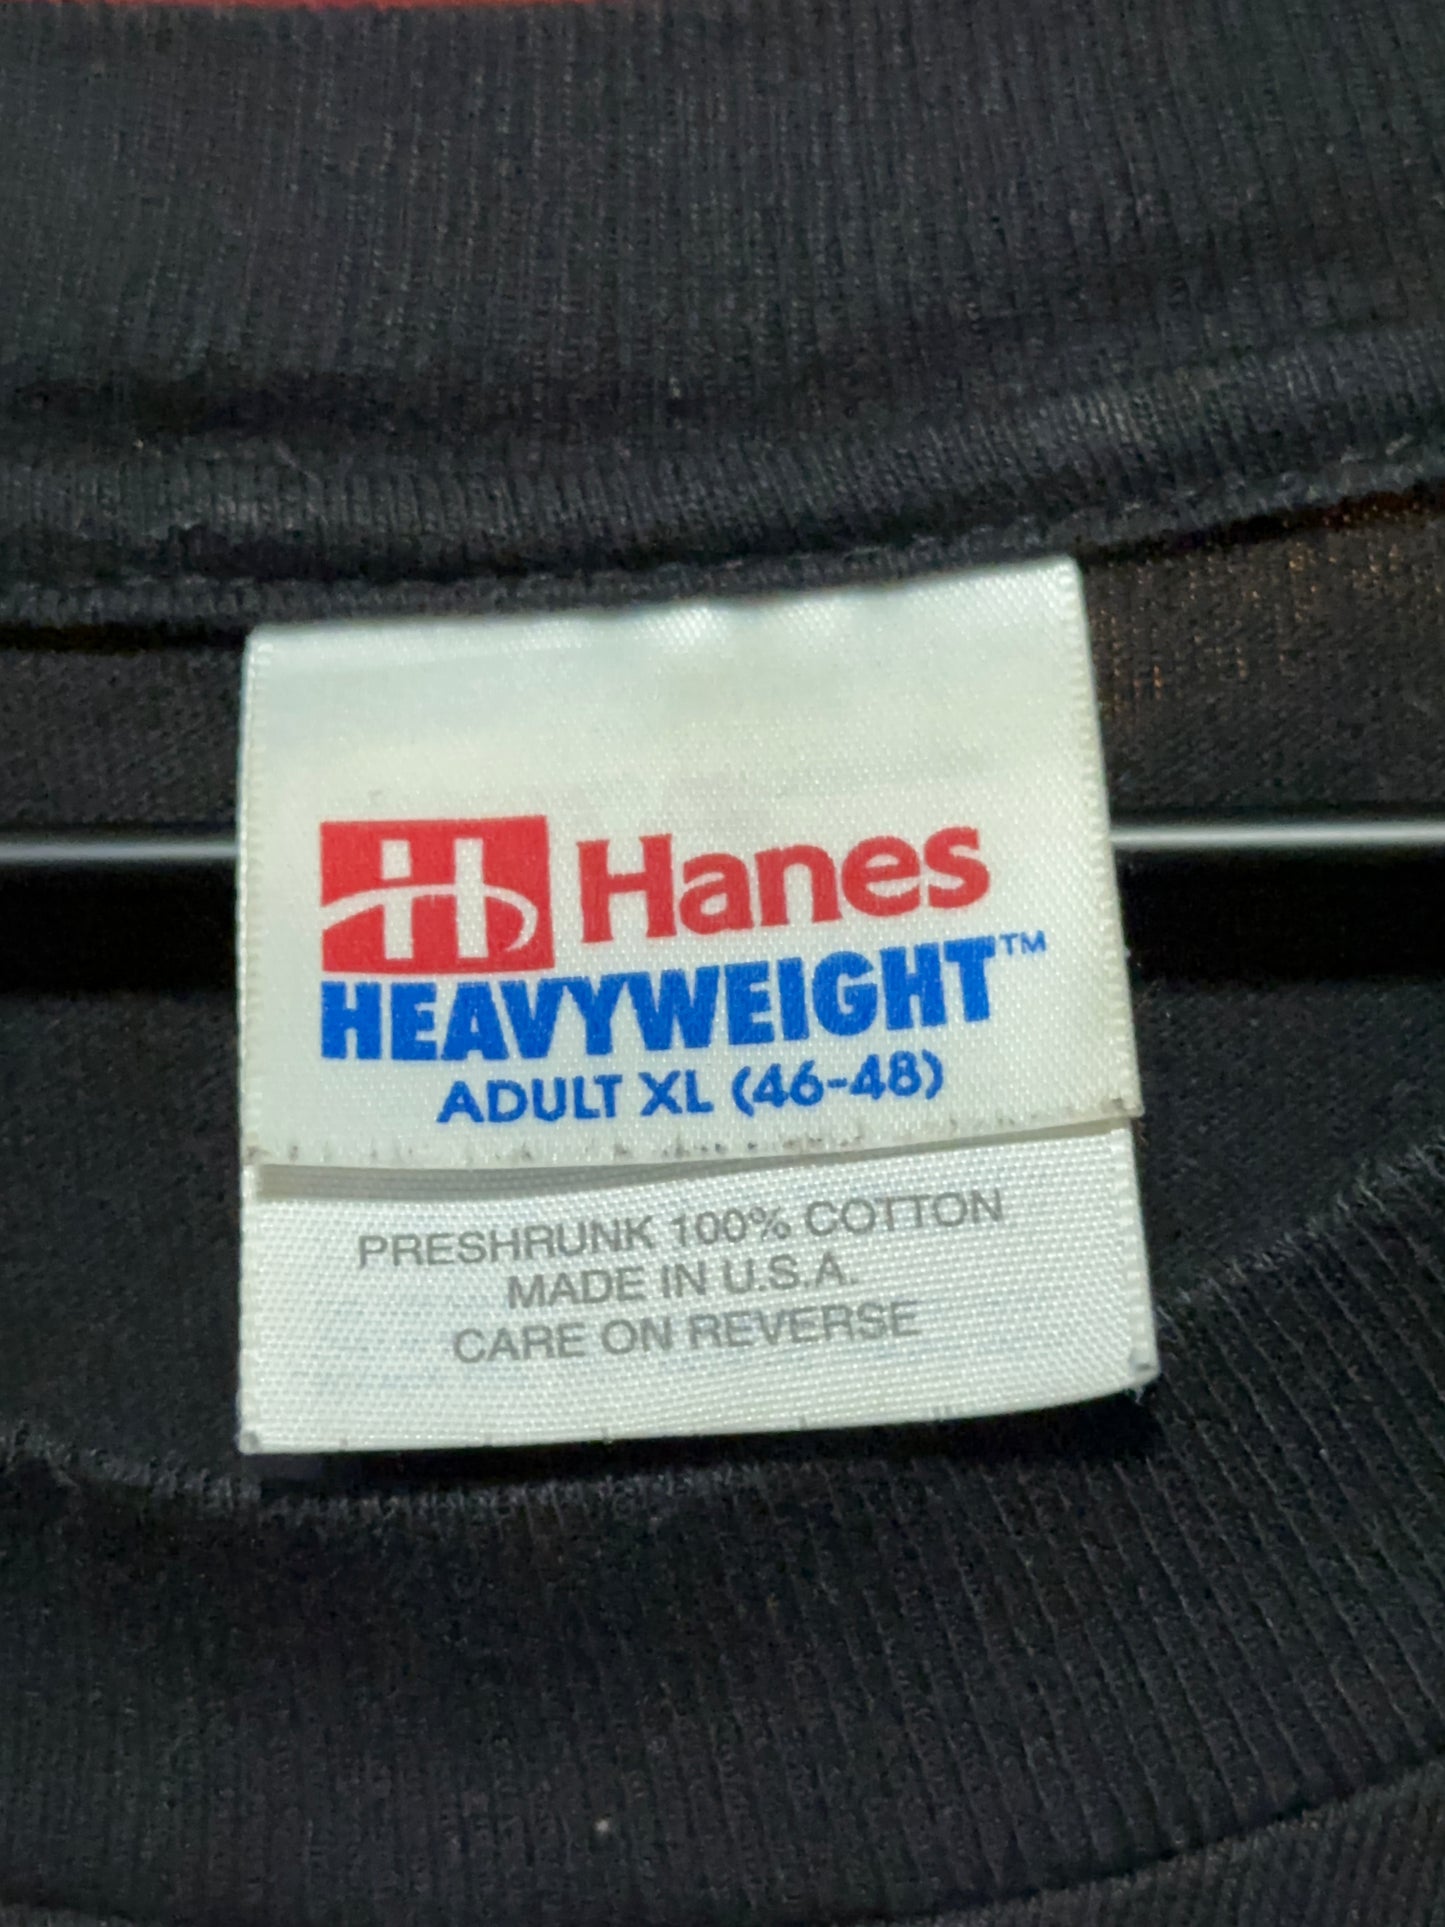 H Hanes
HEAVYWEIGHT™
ADULT XL (46-48)
PRESHRUNK 100% COTTON
MADE IN U.S.A.
CARE ON REVERSE